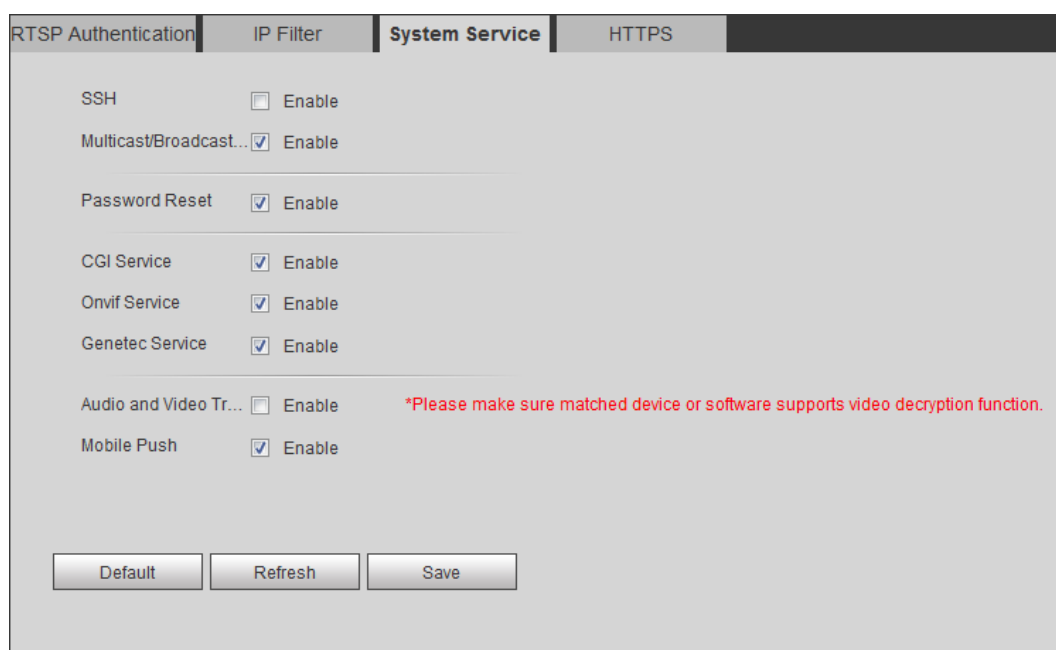 RTSP Authentication IP Filter System Service HTTPS
SSH Enable
Multicast/Broadcast... Enable
Password Reset Enable
CGI Service Enable
Onvif Service Enable
Genetec Service Enable
Audio and Video Tr... Enable *Please make sure matched device or software supports video decryption function.
Mobile Push Enable
Default Refresh Save